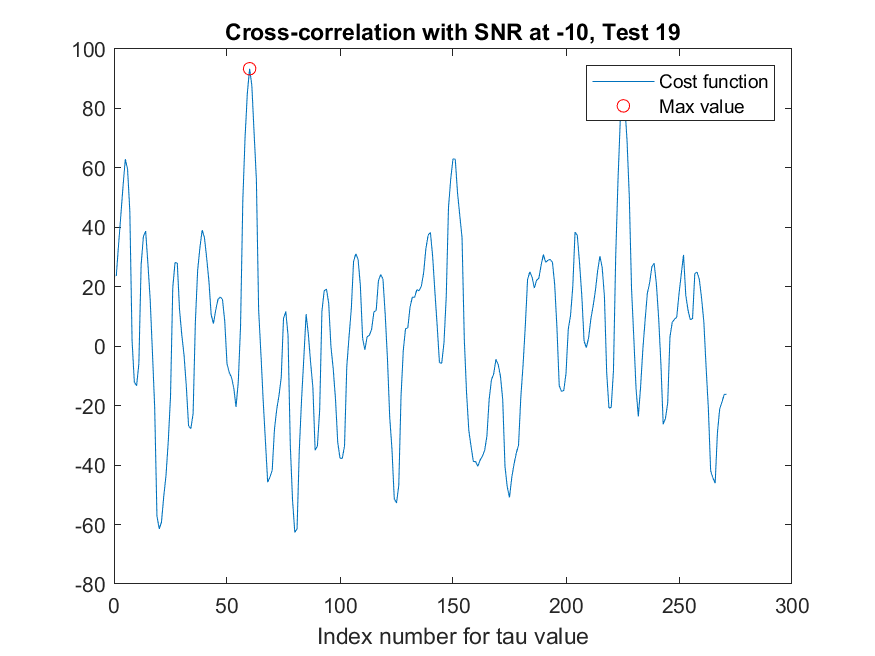 Cross-correlation with SNR at -10, Test 19
100
80
60
40
20
0
-20
-40
-60
-80
Cost function
Max value
0 50 100 150 200 250 300
Index number for tau value